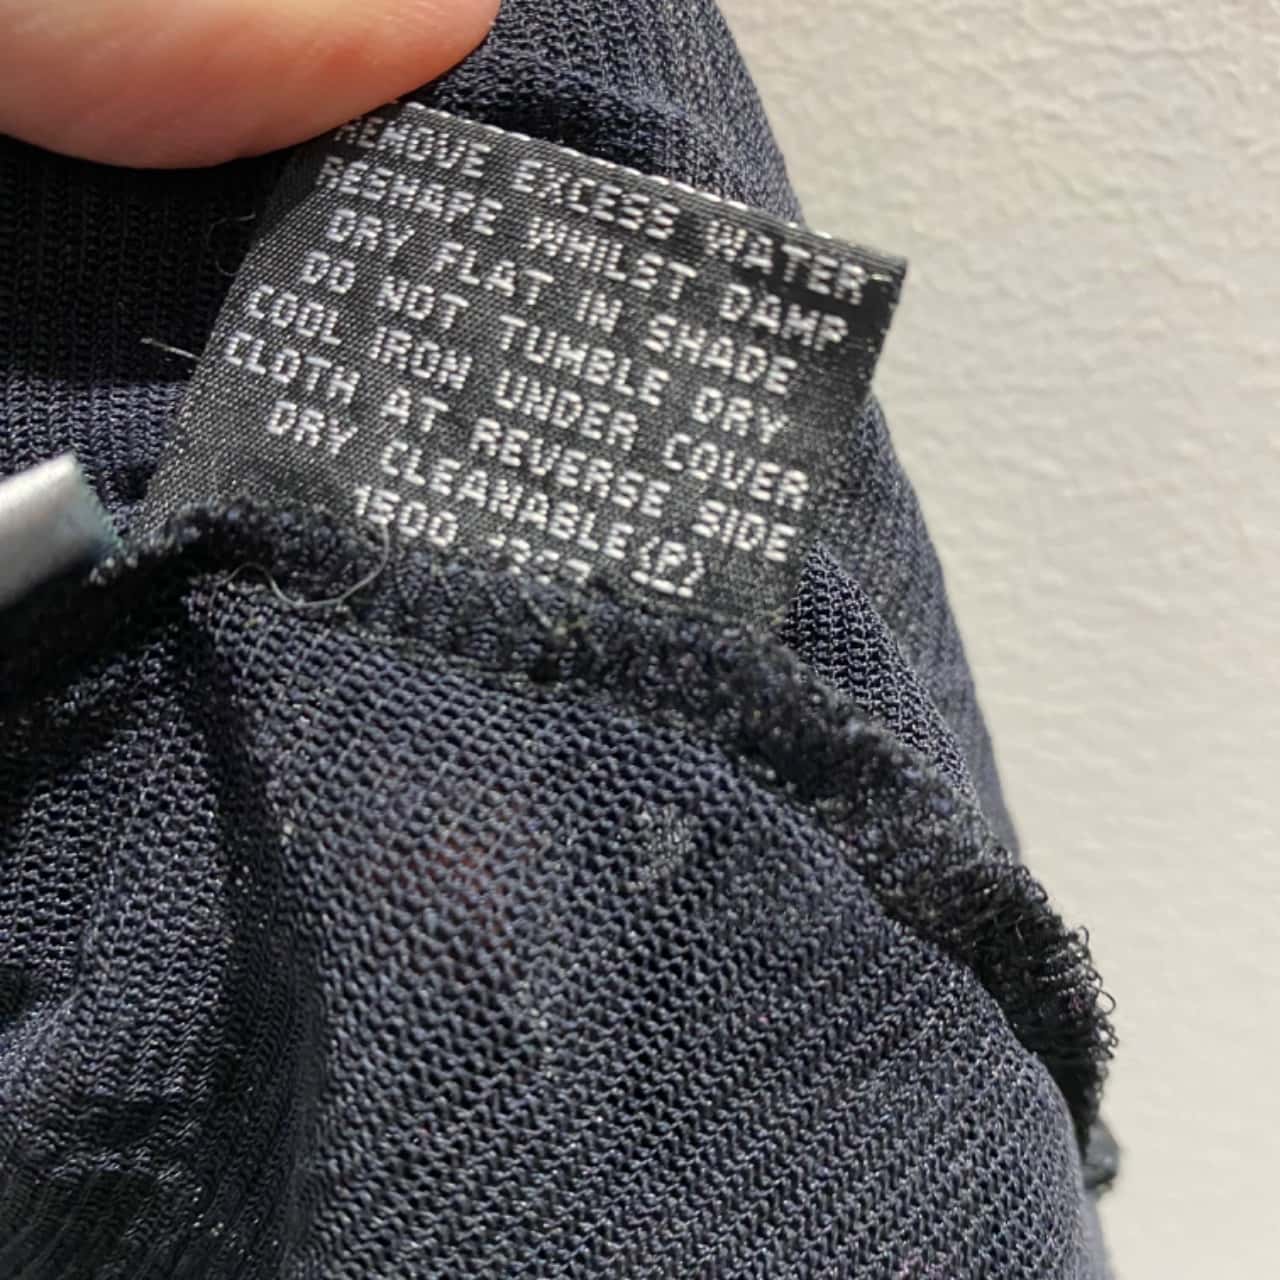 REMOVE EXCESS WATER
RESHAPE WHILST DAMP
DRY FLAT IN SHADE
DO NOT TUMBLE DRY
COOL IRON UNDER COVER
CLOTH AT REVERSE SIDE
DRY CLEANABLE (P)
1500